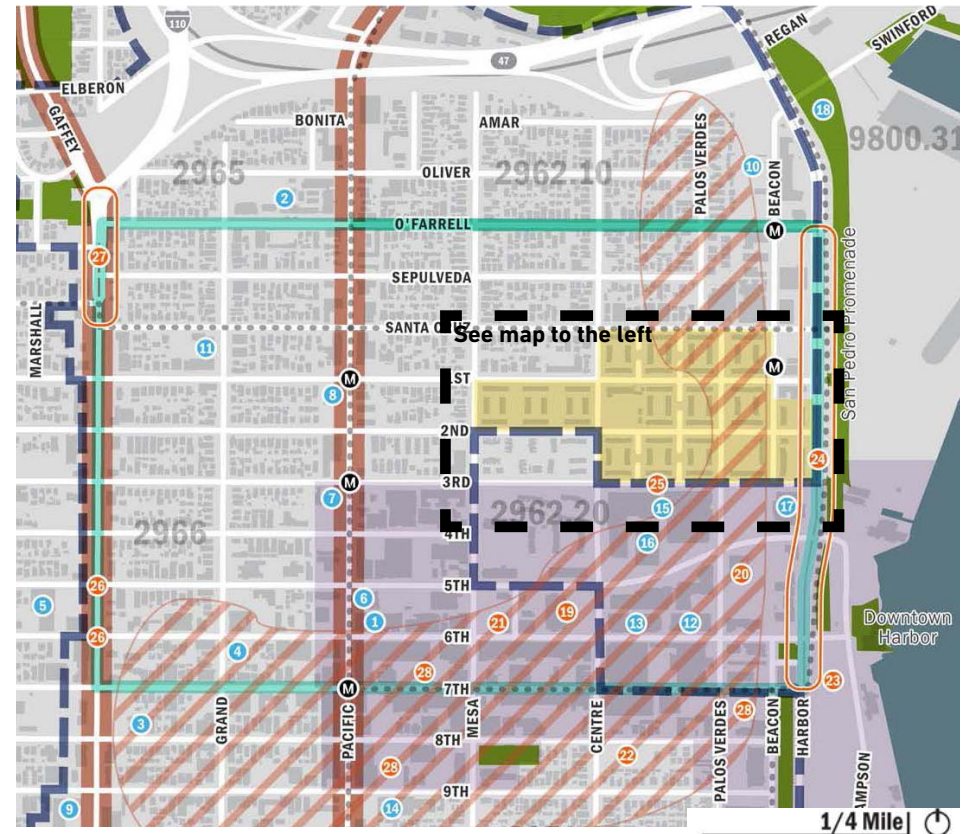 110
REGAN
SWINFORD
47
ELBERON
GAFFEY
BONITA
AMAR
PALOS VERDES
BEACON
18
9800.31
2965
2962.10
10
OLIVER
2
O'FARRELL
M
27
SEPULVEDA
San Pedro Promenade
MARSHALL
SANTA
See map to the left
11
M
M
1ST
8
2ND
24
3RD
M
7
25
2962.20
15
17
2966
4TH
16
26
5TH
20
5
6
1
21
19
13
12
Downtown
Harbor
26
6TH
4
28
M
7TH
23
3
GRAND
PACIFIC
MESA
CENTRE
PALOS VERDES
28
BEACON
HARBOR
8TH
22
28
9TH
AMPSON
9
14
1/4 Mile